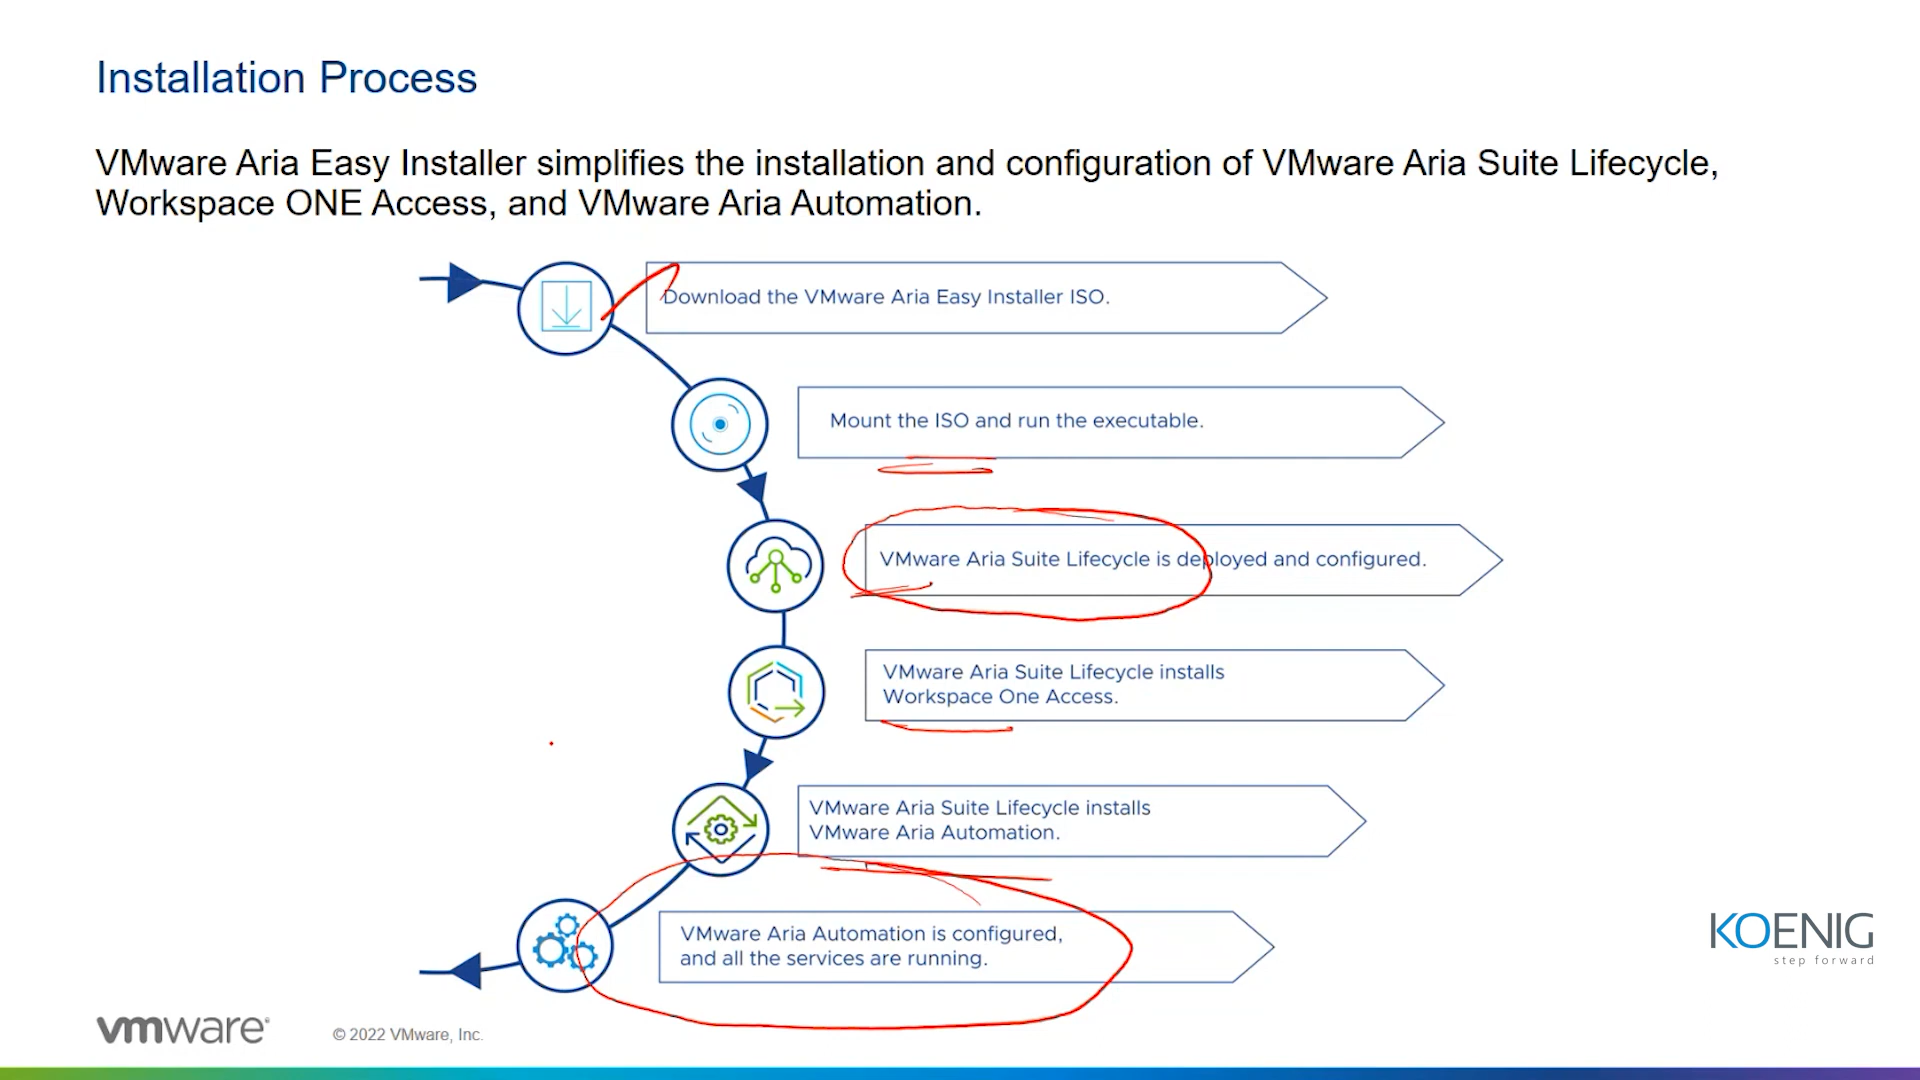 Installation Process
VMware Aria Easy Installer simplifies the installation and configuration of VMware Aria Suite Lifecycle,
Workspace ONE Access, and VMware Aria Automation.
Download the VMware Aria Easy Installer ISO.
Mount the ISO and run the executable.
VMware Aria Suite Lifecycle is deployed and configured.
VMware Aria Suite Lifecycle installs
Workspace One Access.
VMware Aria Suite Lifecycle installs
VMware Aria Automation.
VMware Aria Automation is configured,
and all the services are running.
KOENIG
step forward
vmware®
© 2022 VMware, Inc.